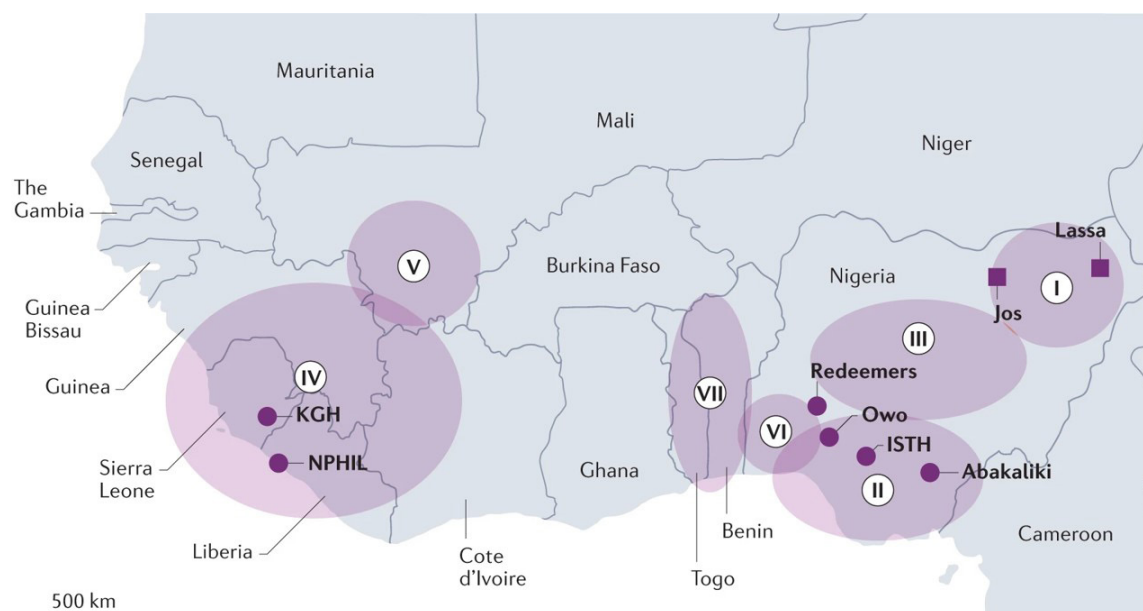 Mauritania
Mali
Niger
Senegal
The
Gambia
Lassa
V
Burkina Faso
Nigeria
I
Guinea
Bissau
Jos
III
IV
Redeemers
Guinea
VII
KGH
Owo
VI
ISTH
Sierra
Leone
NPHIL
Ghana
Abakaliki
II
Liberia
Cote
d'Ivoire
Benin
Togo
Cameroon
500 km